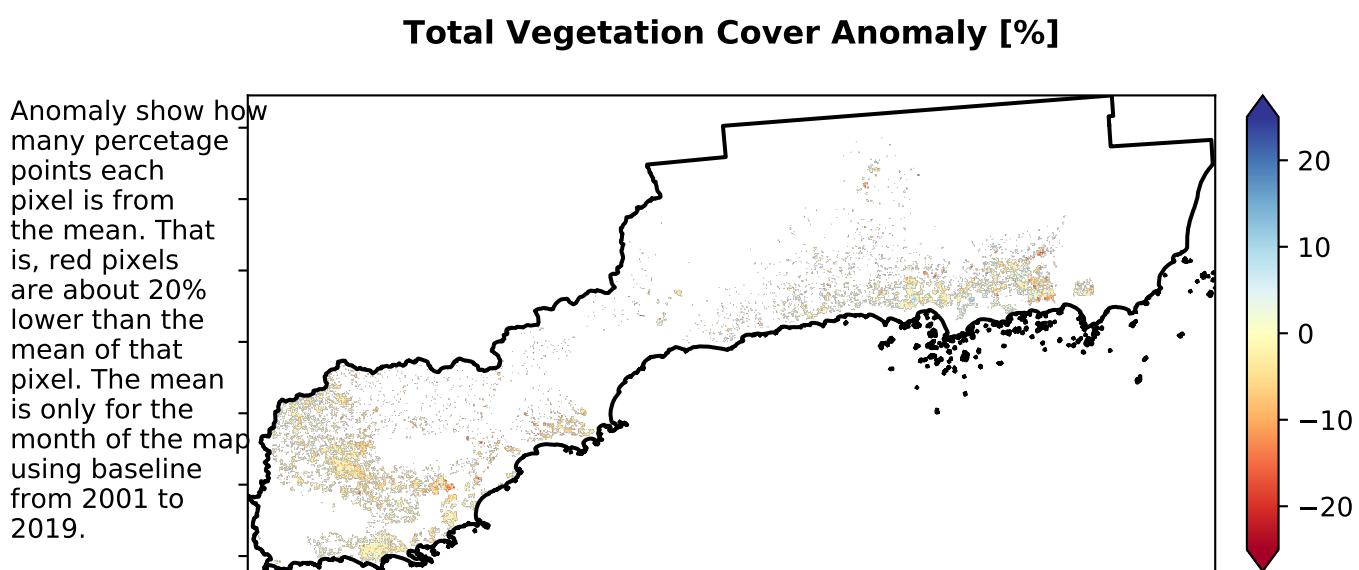 Total Vegetation Cover Anomaly [%]
Anomaly show how
many percetage
points each
pixel is from
the mean. That
is, red pixels
are about 20%
lower than the
mean of that
pixel. The mean
is only for the
month of the map
using baseline
from 2001 to
2019.
20
10
0
−10
−20